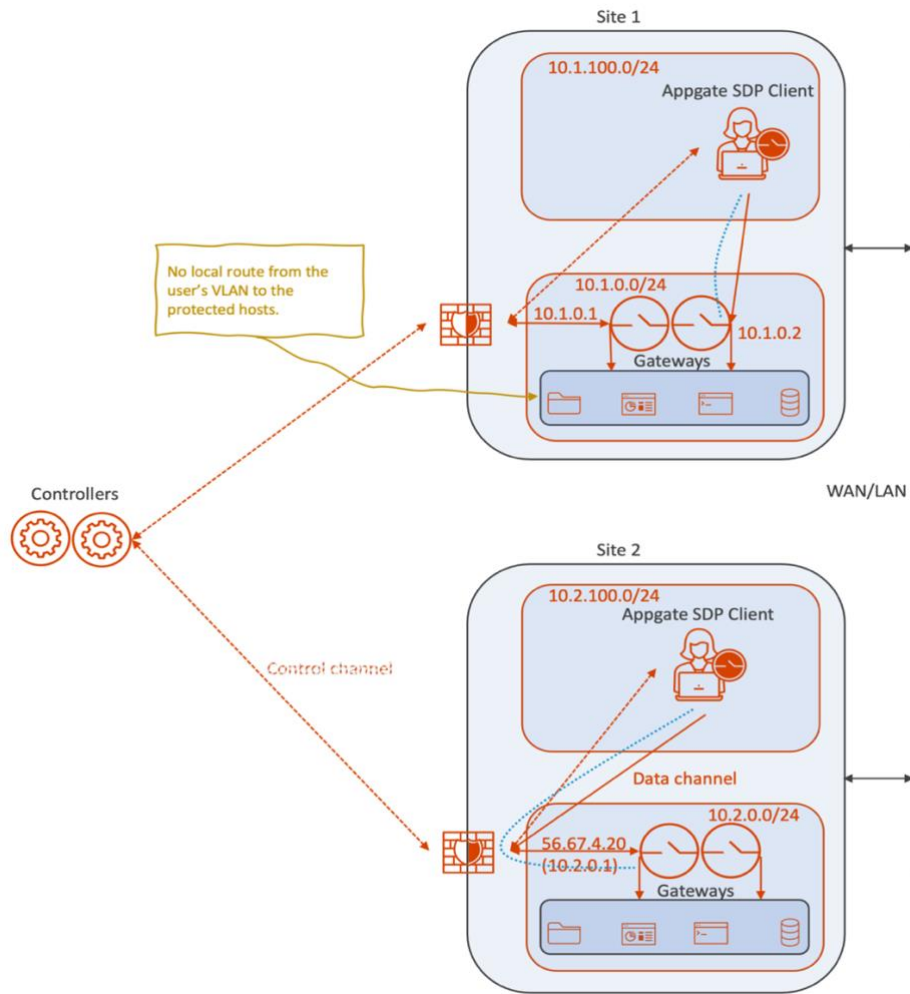 Site 1
10.1.100.0/24
Appgate SDP Client
No local route from the
user's VLAN to the
protected hosts.
10.1.0.0/24
10.1.0.1
10.1.0.2
Gateways
Controllers
WAN/LAN
Site 2
10.2.100.0/24
Appgate SDP Client
Control channel
Data channel
10.2.0.0/24
56.67.4.20
(10.2.0.1)
Gateways